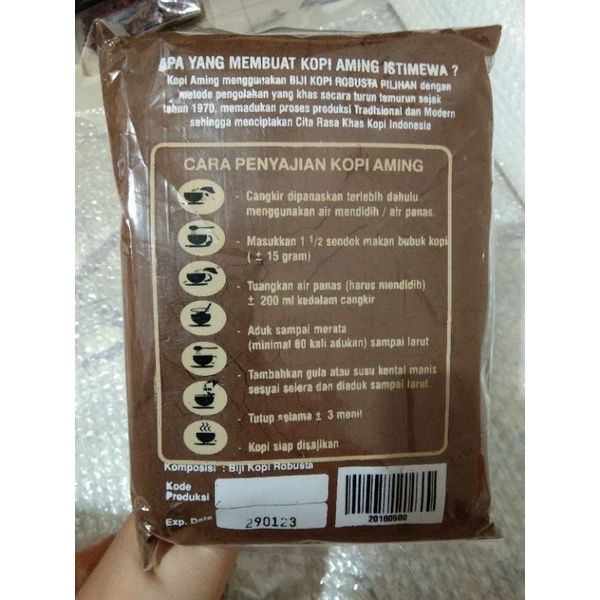 APA YANG MEMBUAT KOPI AMING ISTIMEWA ?
Kopi Aming menggunakan BIJI KOPI ROBUSTA PILIHAN dengan
metode pengolahan yang khas secara turun temurun sejak
tahun 1970, memadukan proses produksi Tradisional dan Modern
sehingga menciptakan Cita Rasa Khas Kopi Indonesia
CARA PENYAJIAN KOPI AMING
- Cangkir dipanaskan terlebih dahulu
menggunakan air mendidih / air panas.
- Masukkan 1 1/2 sendok makan bubuk kopi
( ± 15 gram)
- Tuangkan air panas (harus mendidih)
± 200 ml kedalam cangkir
- Aduk sampai merata
(minimal 60 kali adukan) sampai larut
- Tambahkan gula atau susu kental manis
sesuai selera dan diaduk sampai larut
- Tutup selama ± 3 menit
- Kopi siap disajikan
Komposisi : Biji Kopi Robusta
Kode
Produksi
Exp. Date
290123
20160500